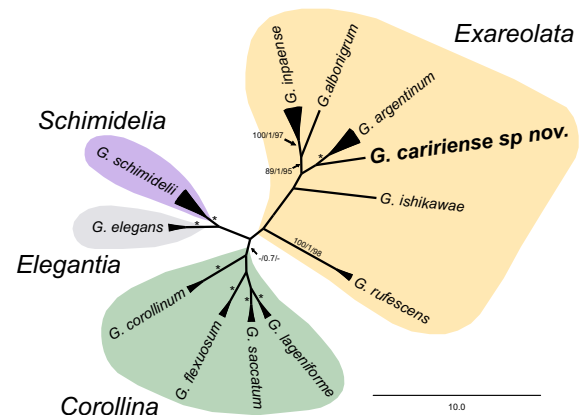 Exareolata
G. inpaense
G. albonigrum
G. argentinum
G. caririense sp nov.
100/1/97
89/1/95
*
G. ishikawae
100/1/98
G. rufescens
Schimidelia
G. schimidelii
*
*
G. elegans
*
Elegantia
-/0.7/-
G. corollinum
*
G. flexuosum
*
G. saccatum
*
G. lageniforme
*
Corollina
10.0